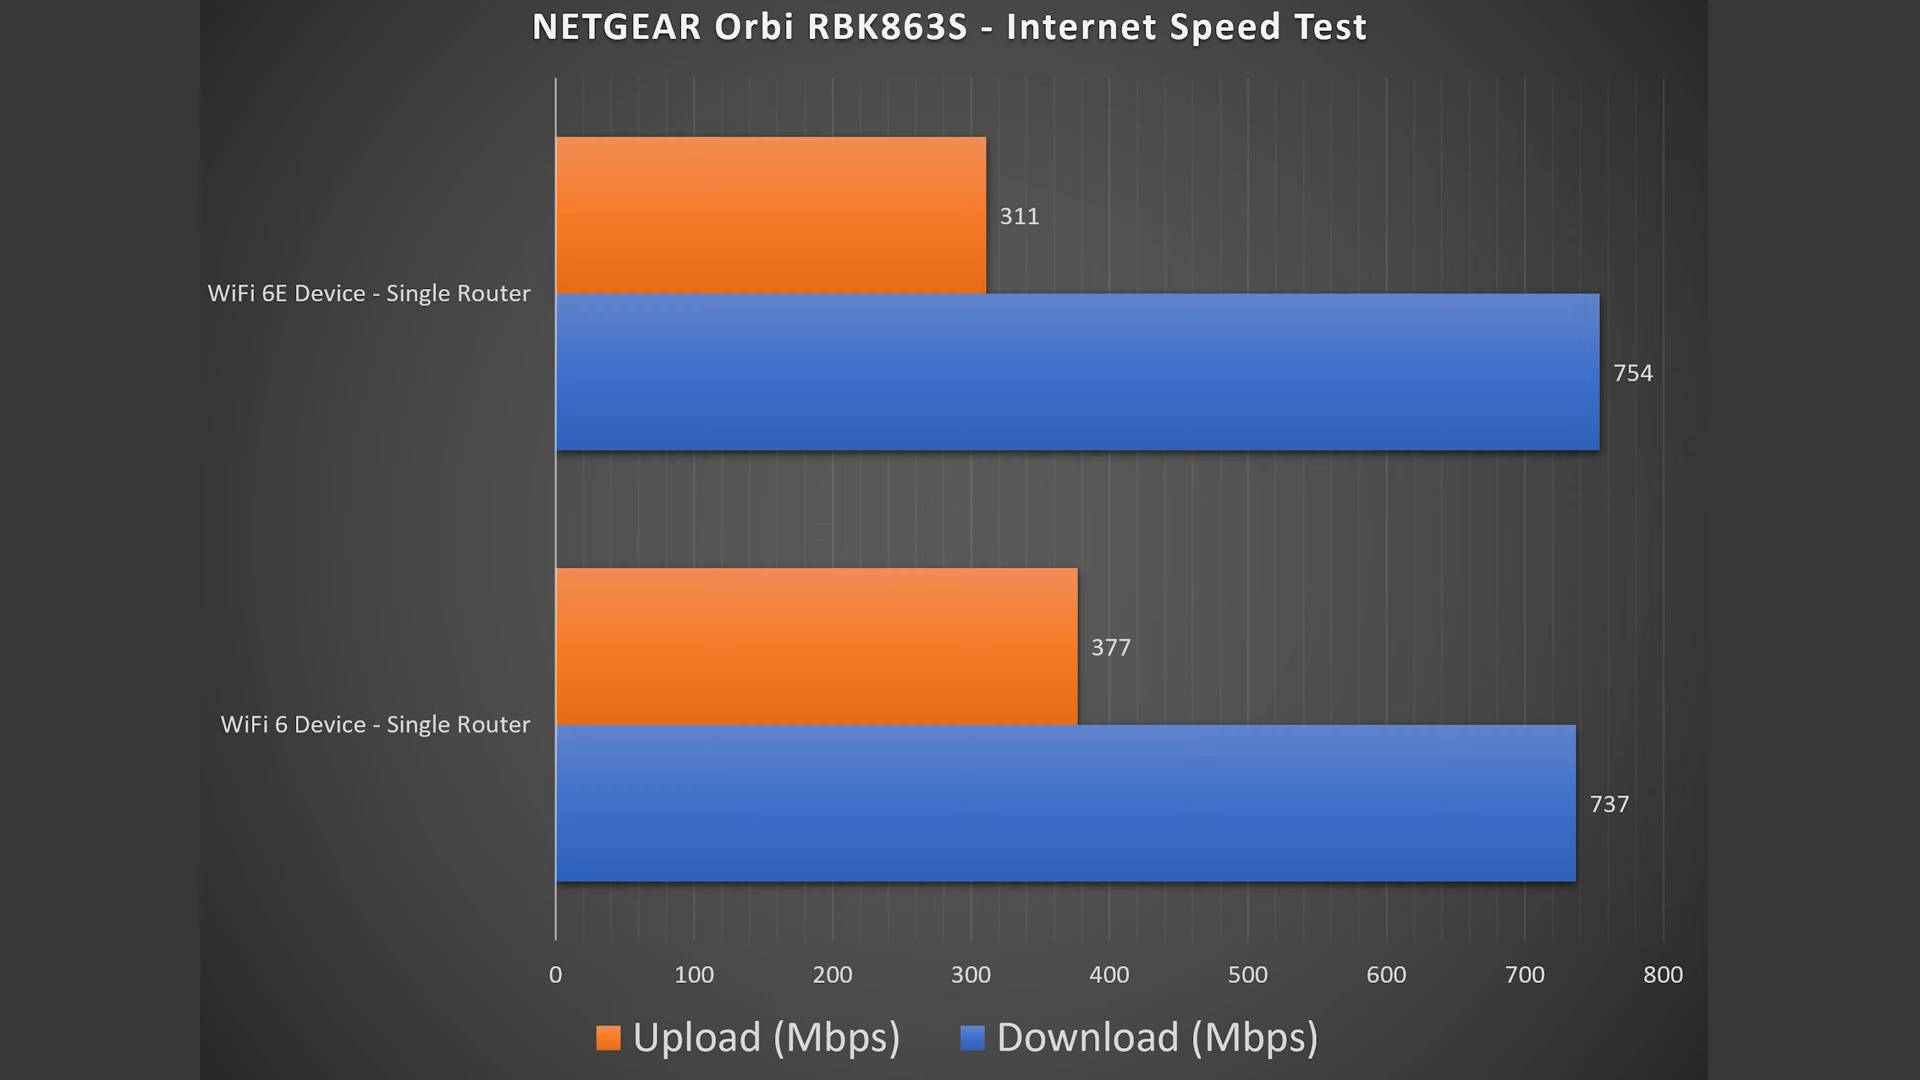 NETGEAR Orbi RBK863S - Internet Speed Test
311
WiFi 6E Device - Single Router
754
377
WiFi 6 Device - Single Router
737
0 100 200 300 400 500 600 700 800
Upload (Mbps) Download (Mbps)